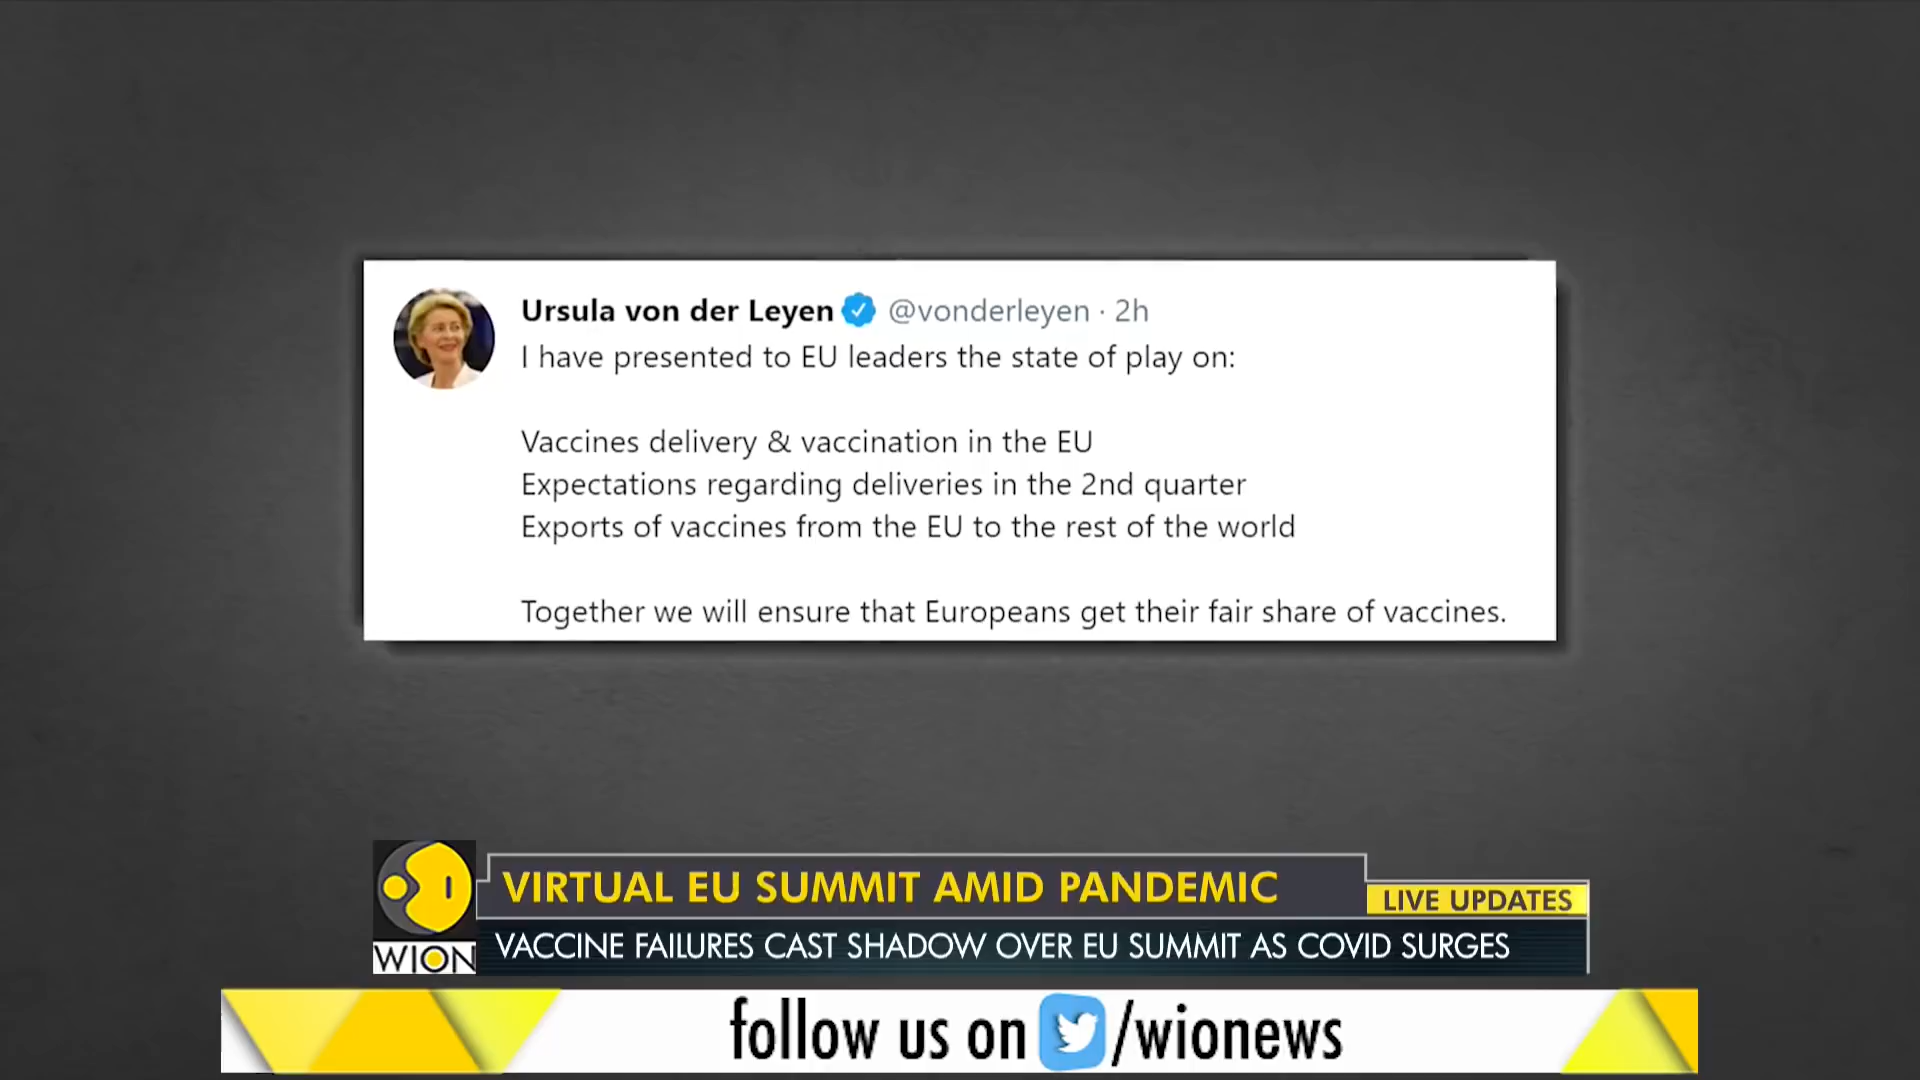 Ursula von der Leyen @vonderleyen · 2h
I have presented to EU leaders the state of play on:
Vaccines delivery & vaccination in the EU
Expectations regarding deliveries in the 2nd quarter
Exports of vaccines from the EU to the rest of the world
Together we will ensure that Europeans get their fair share of vaccines.
VIRTUAL EU SUMMIT AMID PANDEMIC
LIVE UPDATES
WION
VACCINE FAILURES CAST SHADOW OVER EU SUMMIT AS COVID SURGES
follow us on /wionews